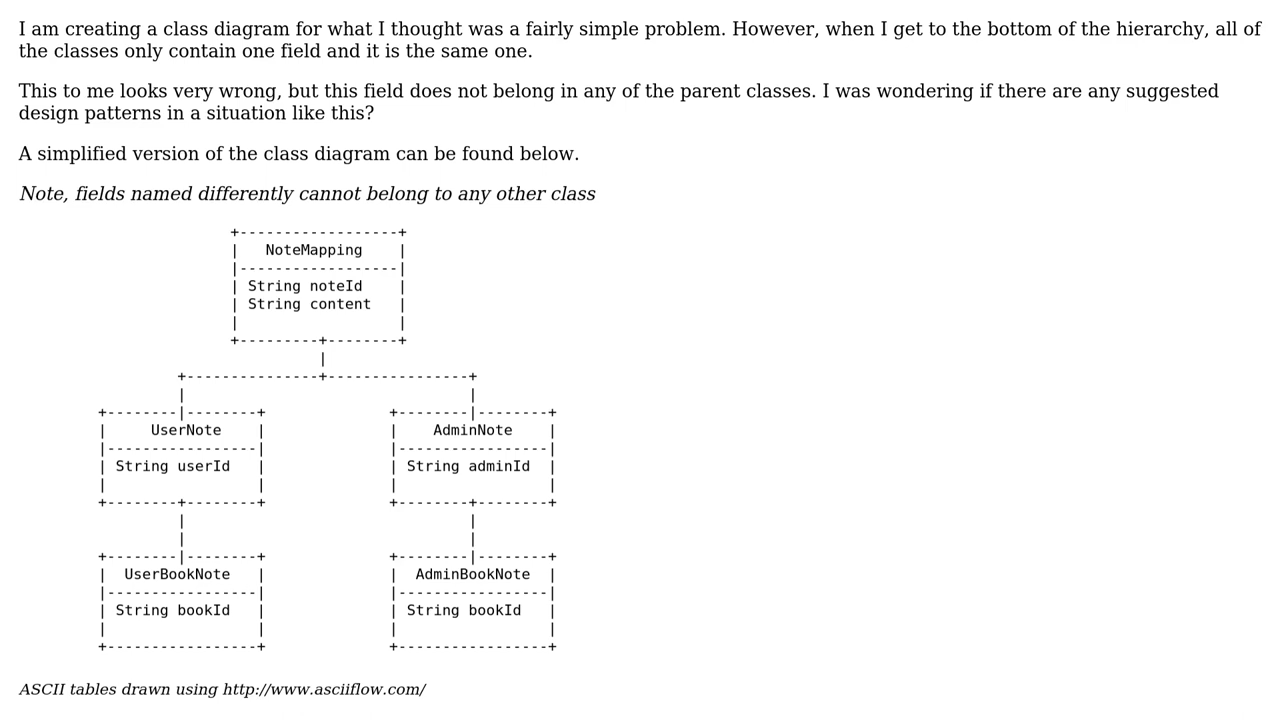 I am creating a class diagram for what I thought was a fairly simple problem. However, when I get to the bottom of the hierarchy, all of
the classes only contain one field and it is the same one.
This to me looks very wrong, but this field does not belong in any of the parent classes. I was wondering if there are any suggested
design patterns in a situation like this?
A simplified version of the class diagram can be found below.
Note, fields named differently cannot belong to any other class
+------------------+
|   NoteMapping    |
|------------------|
| String noteId    |
| String content   |
|                  |
+---------+--------+
          |
+---------------+----------------+
|                                |
+--------|--------+              +--------|--------+
|     UserNote    |              |    AdminNote    |
|-----------------|              |-----------------|
| String userId   |              | String adminId  |
|                 |              |                 |
+--------+--------+              +--------+--------+
         |                                |
         |                                |
+--------|--------+              +--------|--------+
|  UserBookNote   |              |  AdminBookNote  |
|-----------------|              |-----------------|
| String bookId   |              | String bookId   |
|                 |              |                 |
+-----------------+              +-----------------+
ASCII tables drawn using http://www.asciiflow.com/